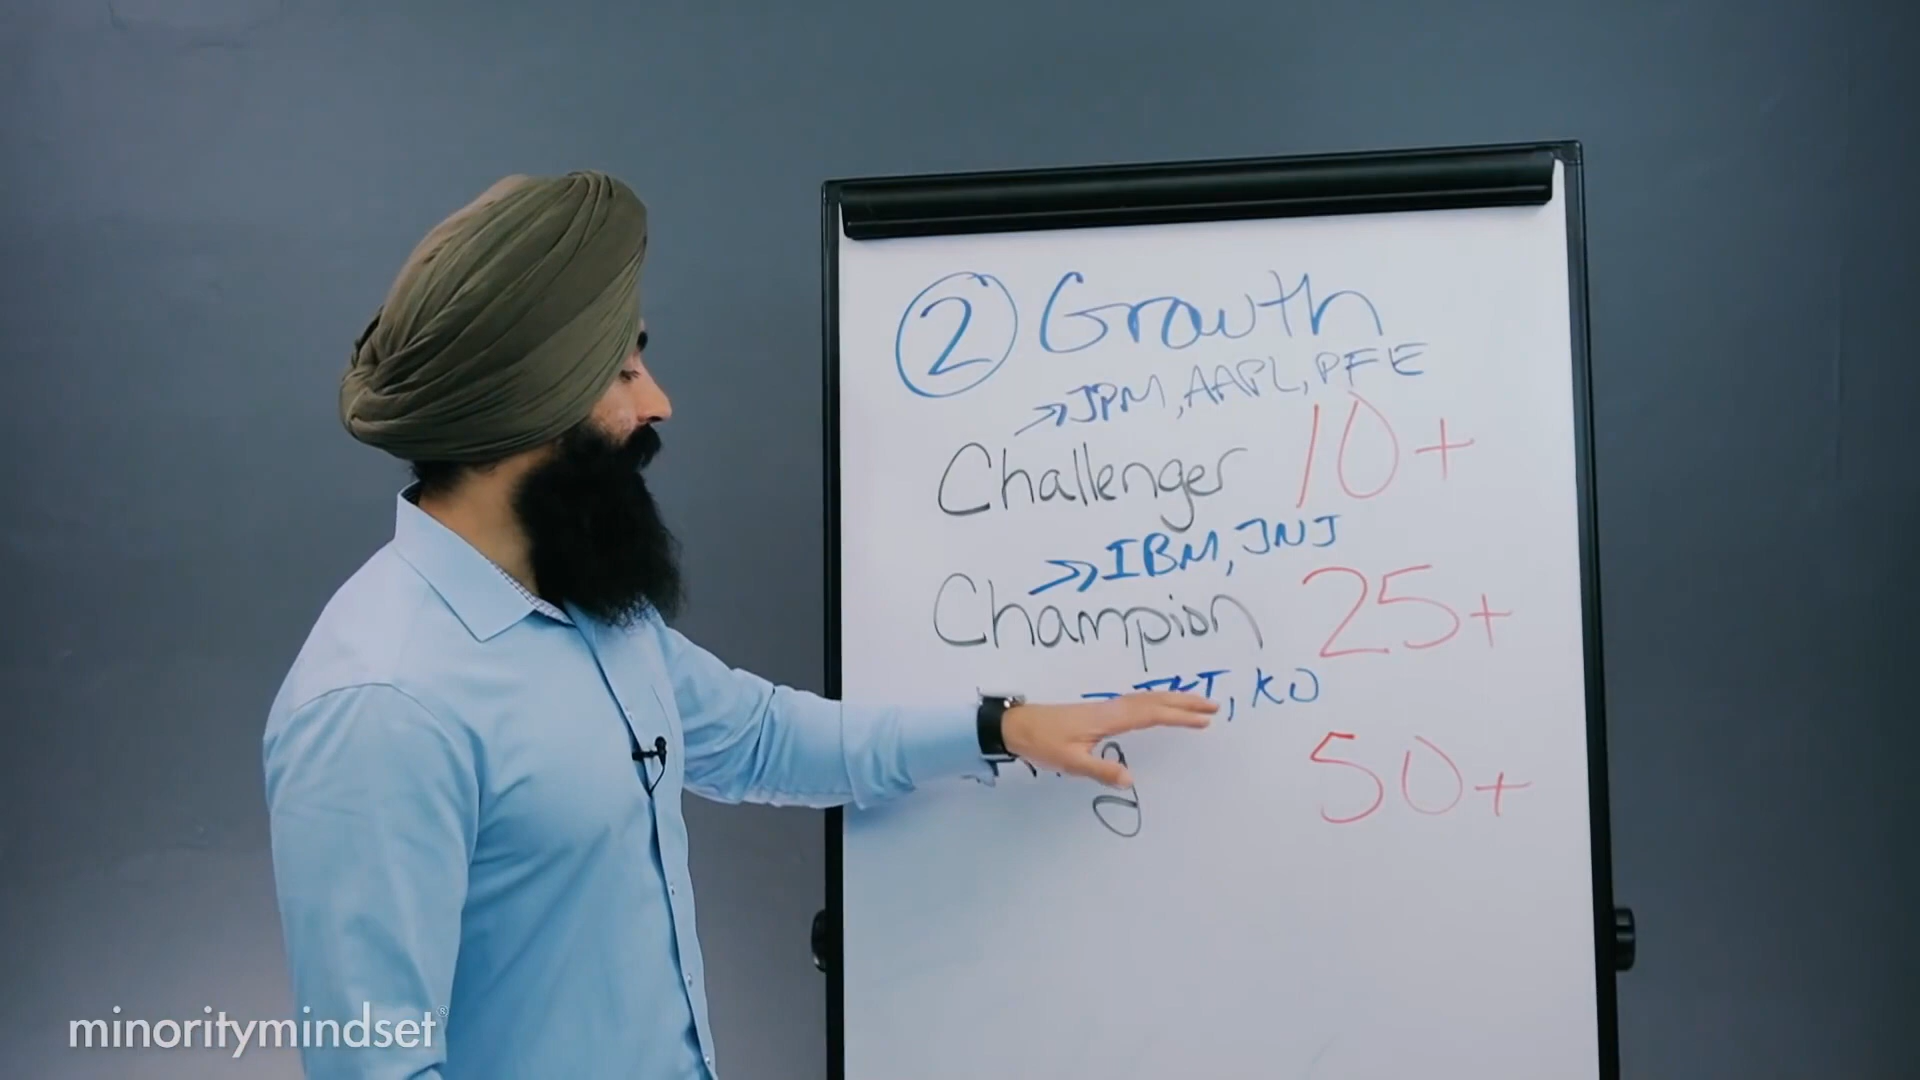 2 Growth
JPM, AAPL, PFE
Challenger 10+
IBM, JNJ
Champion 25+
KO
50+
minoritymindset®